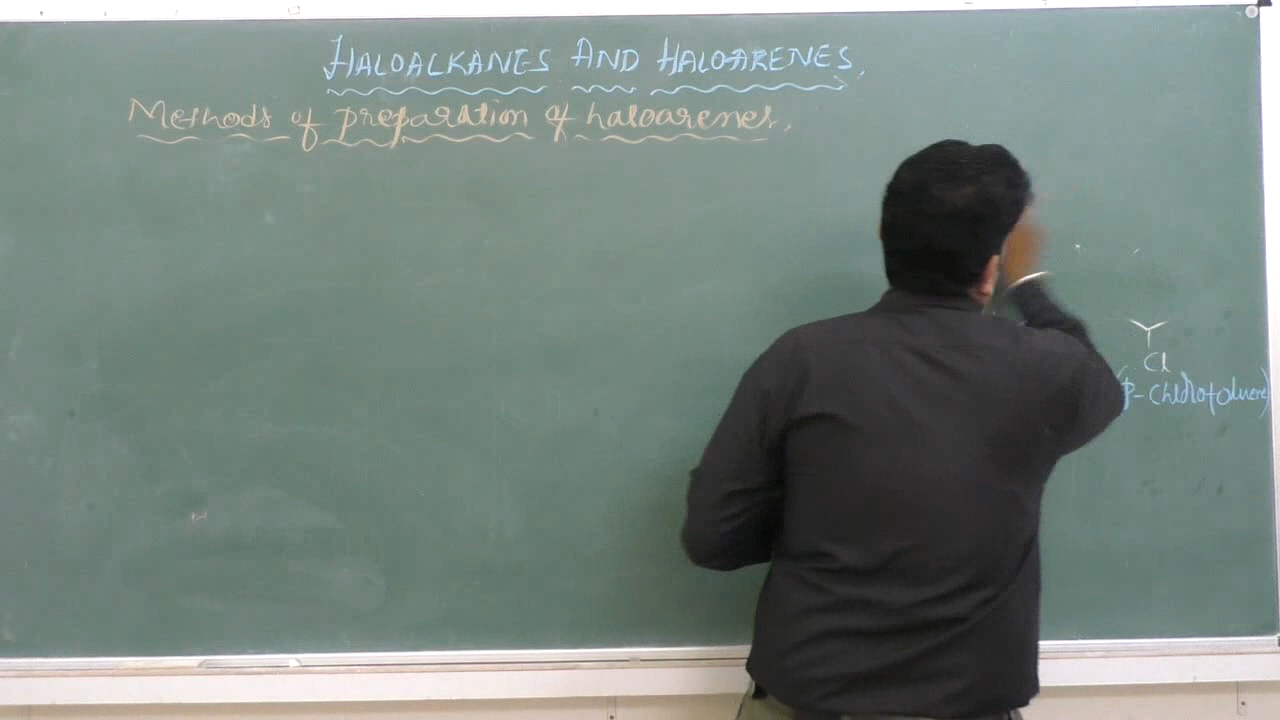 HALOALKANES AND HALOARENES.
Methods of preparation of haloarenes.
Cl
(p-Chlorotoluene)